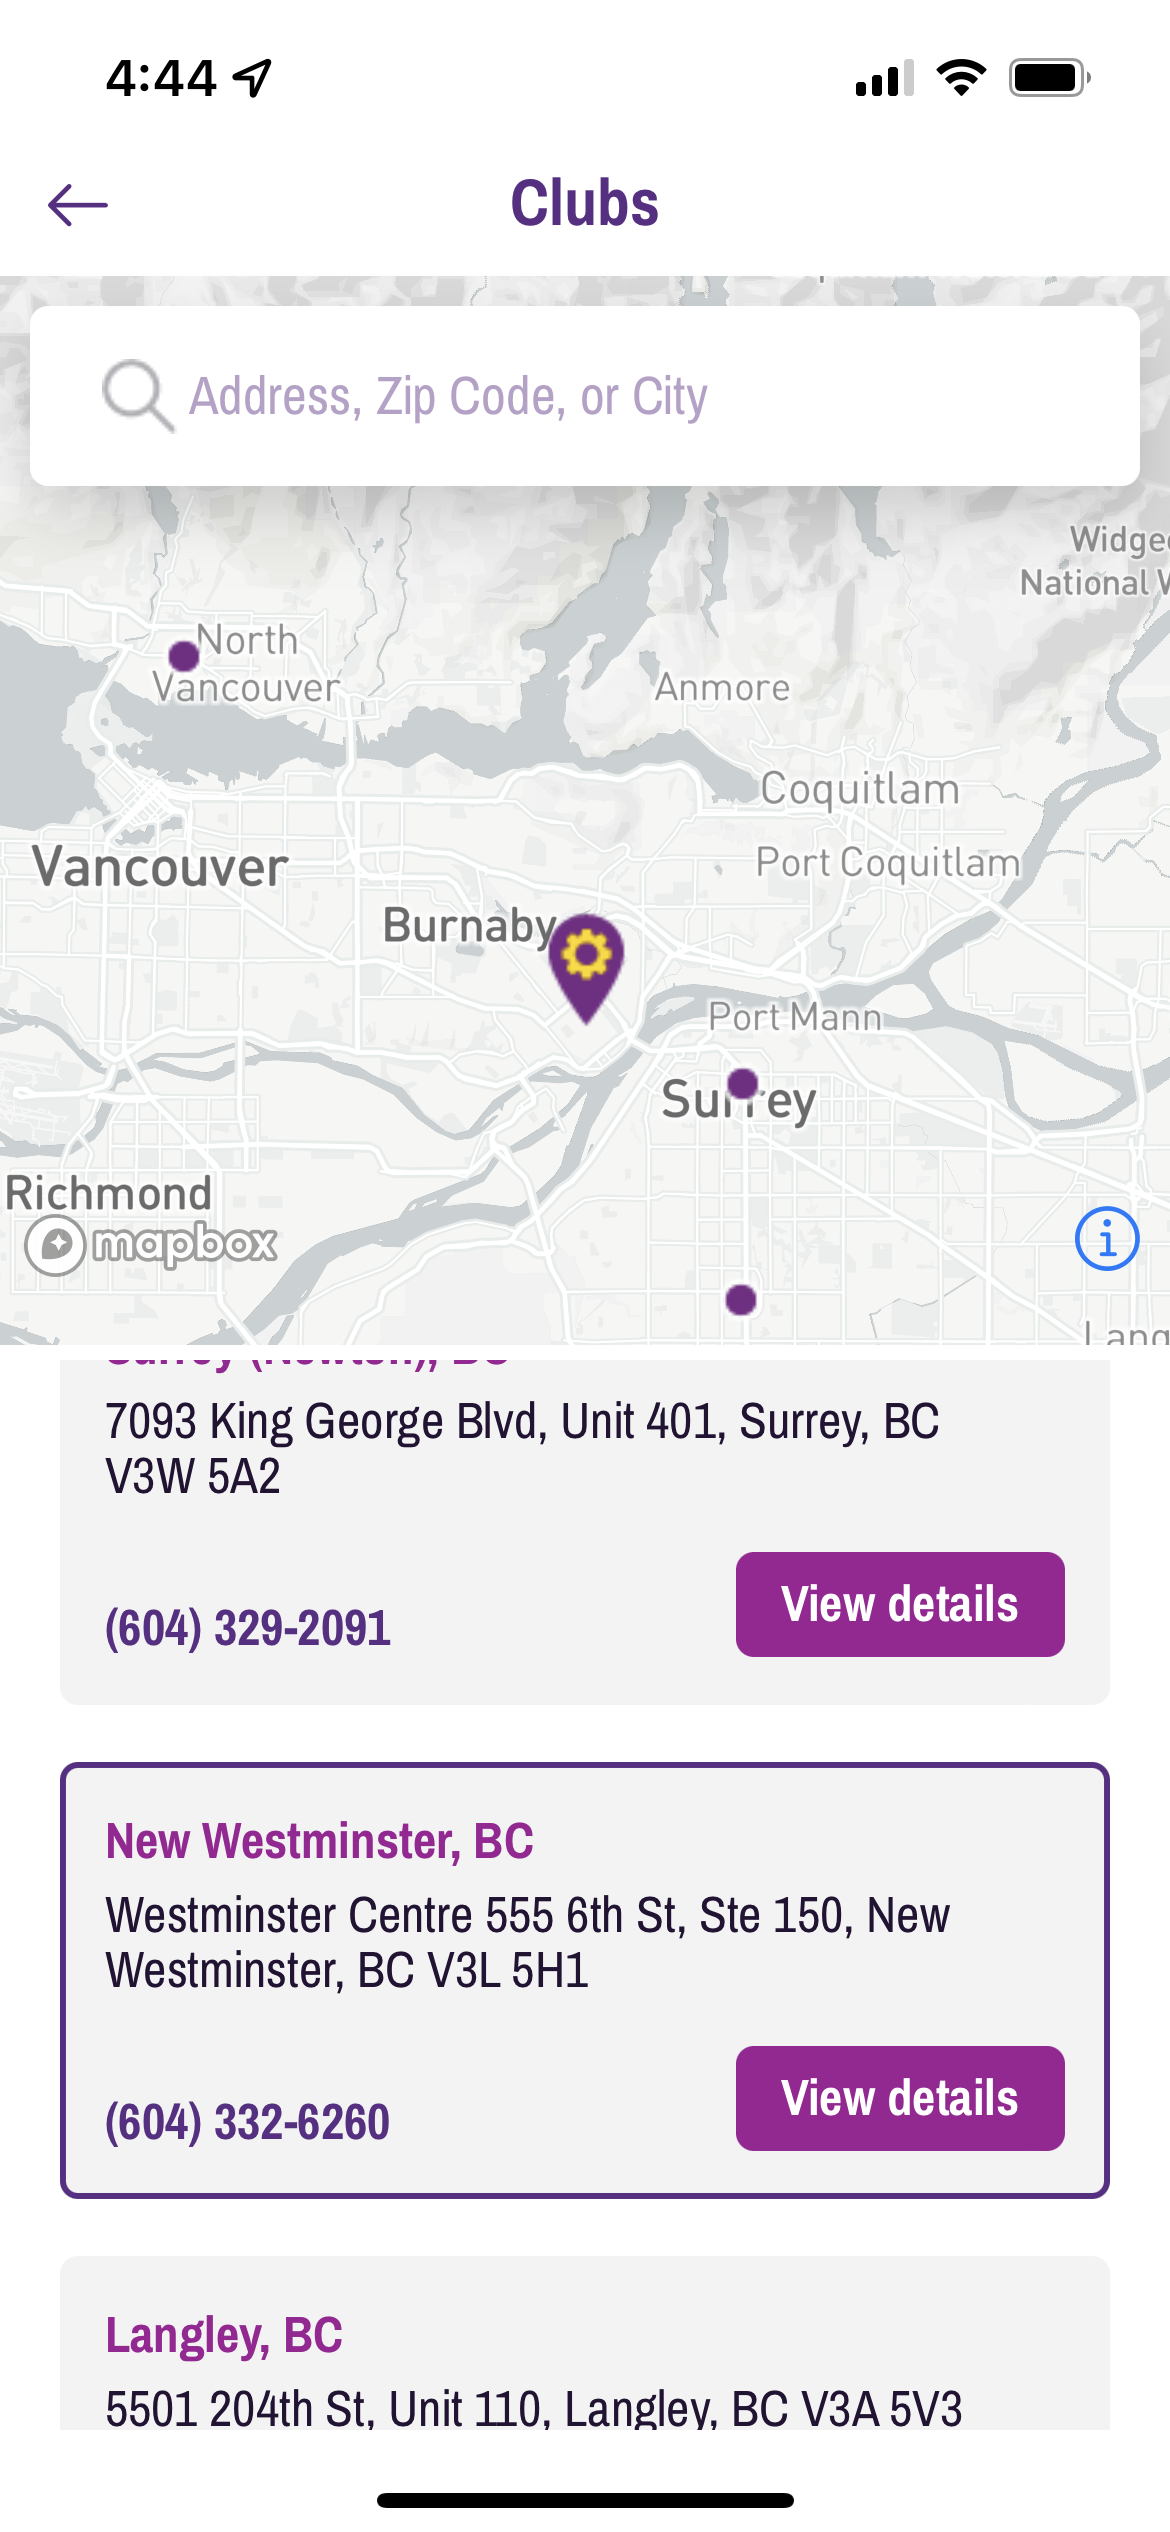 4:44
Clubs
Address, Zip Code, or City
Widge
National W
North
Vancouver
Anmore
Coquitlam
Port Coquitlam
Vancouver
Burnaby
Port Mann
Surrey
Richmond
mapbox
i
Lang
Surrey (Newton), BC
7093 King George Blvd, Unit 401, Surrey, BC
V3W 5A2
(604) 329-2091
View details
New Westminster, BC
Westminster Centre 555 6th St, Ste 150, New
Westminster, BC V3L 5H1
(604) 332-6260
View details
Langley, BC
5501 204th St, Unit 110, Langley, BC V3A 5V3